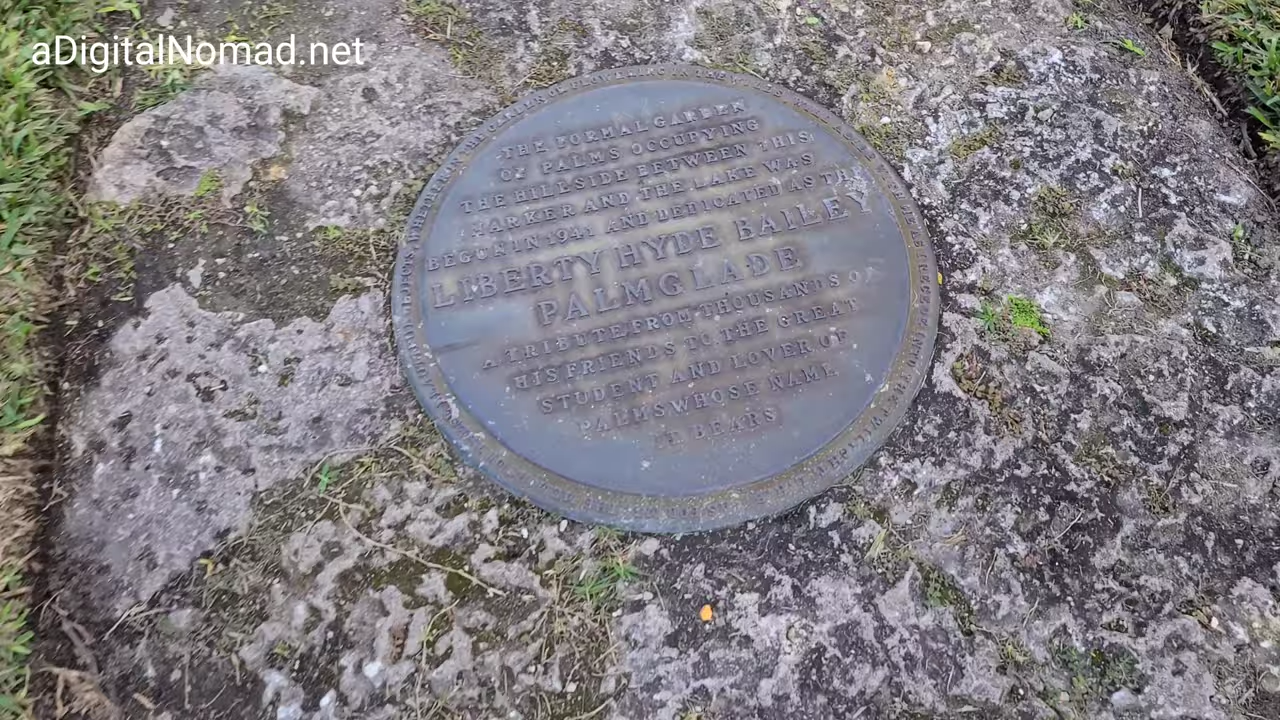 aDigitalNomad.net
THE FORMAL GARDEN
OF PALMS OCCUPYING
THE HILLSIDE BETWEEN THIS
MARKER AND THE LAKE WAS
BEGUN IN 1941 AND DEDICATED AS THE
LIBERTY HYDE BAILEY
PALM GLADE
A TRIBUTE FROM THOUSANDS OF
HIS FRIENDS TO THE GREAT
STUDENT AND LOVER OF
PALMS WHOSE NAME
IT BEARS